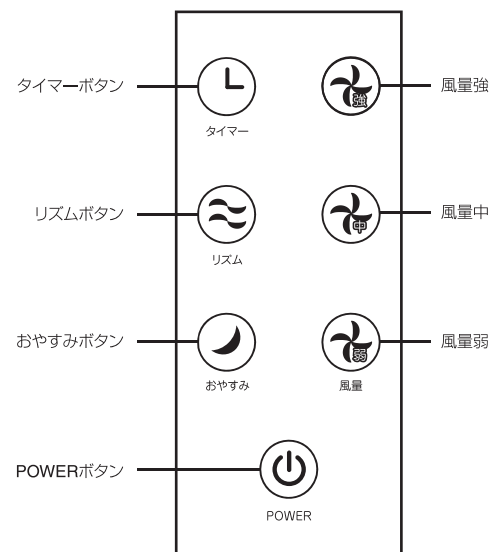 タイマーボタン
強
風量強
タイマー
リズムボタン
中
風量中
リズム
おやすみボタン
弱
風量弱
おやすみ
風量
POWERボタン
POWER